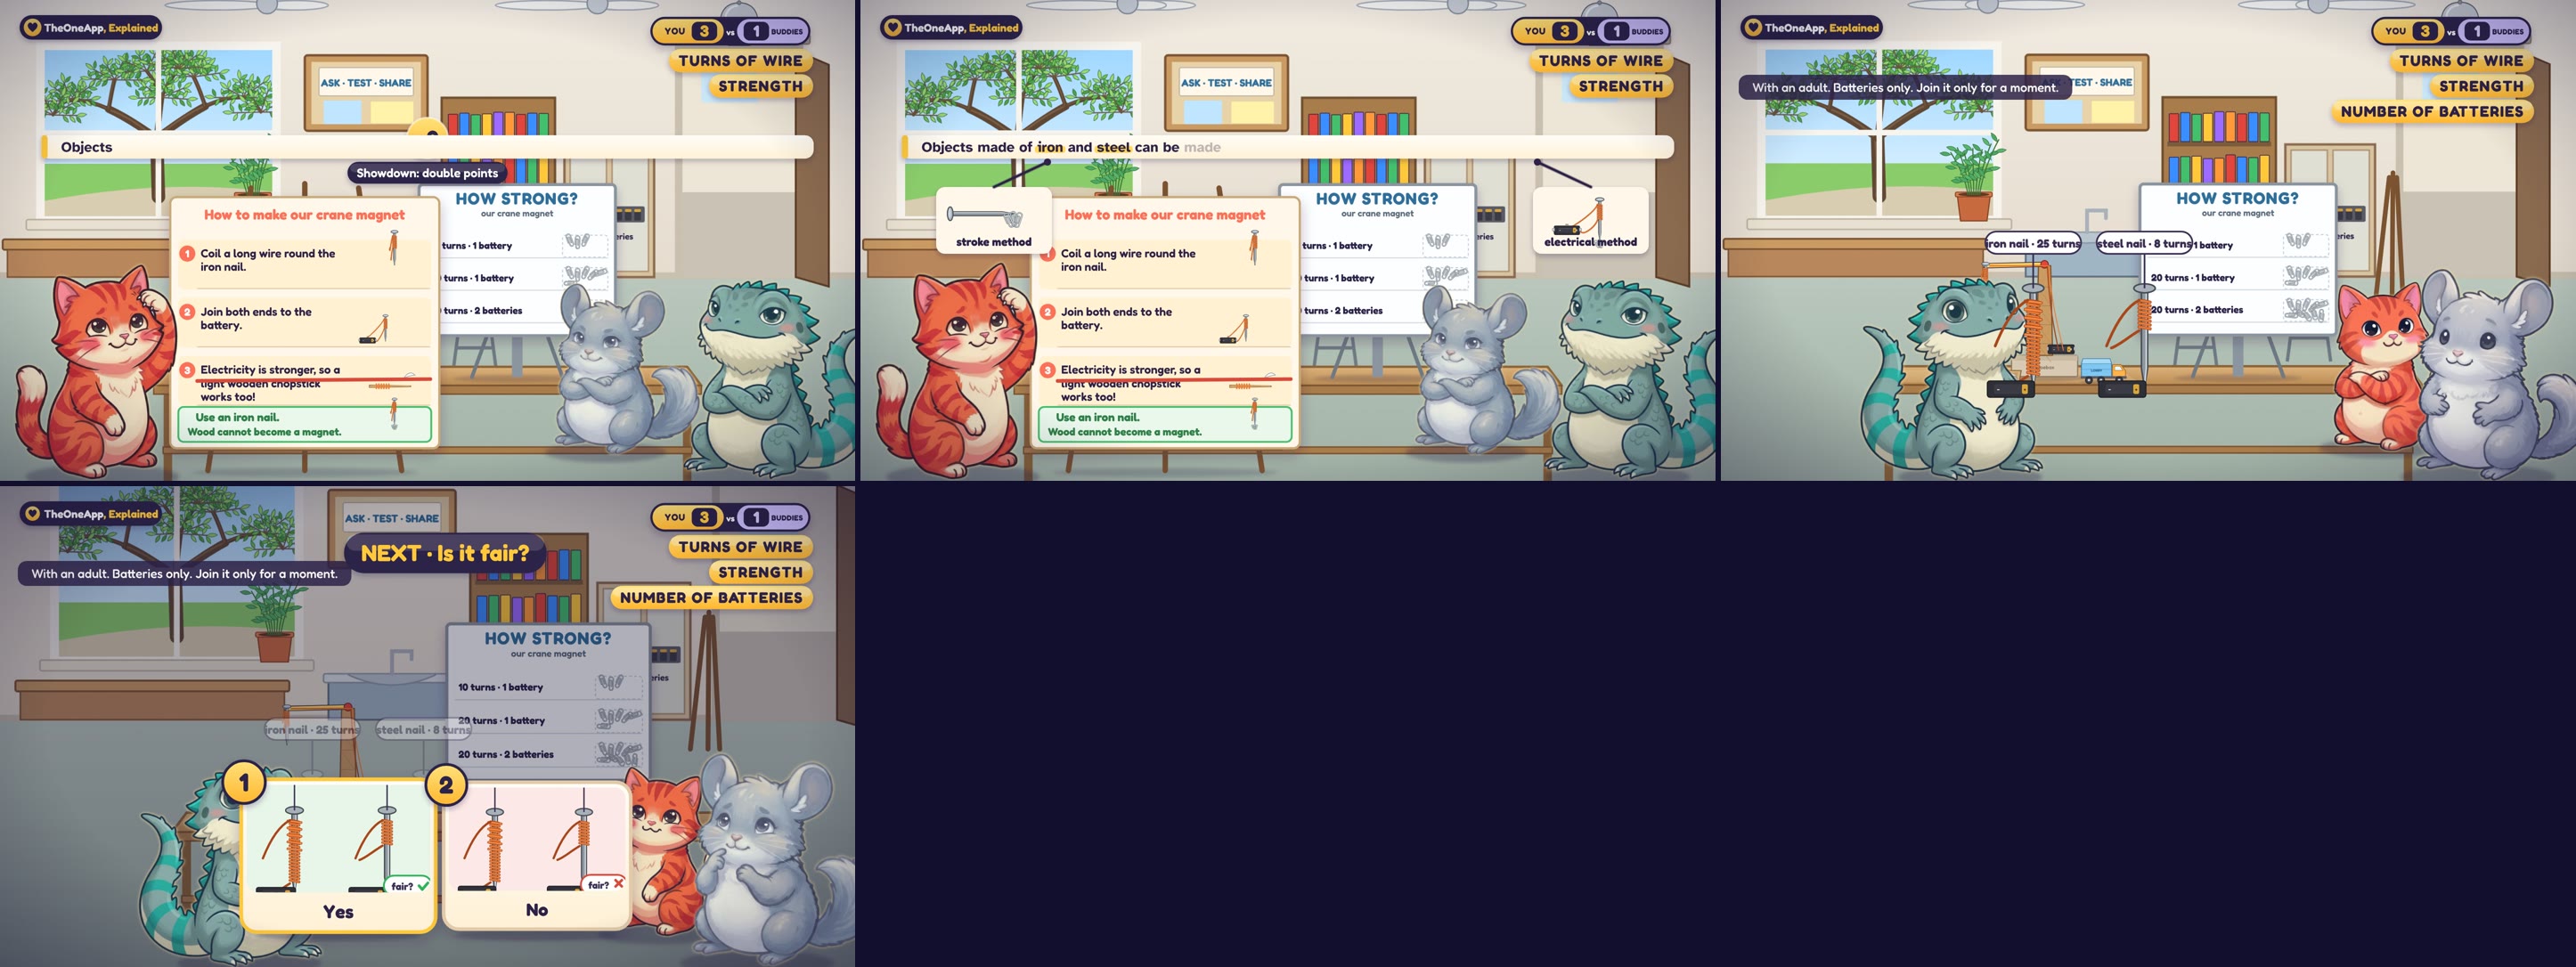 TheOneApp, Explained
YOU 3 vs 1 BUDDIES
TURNS OF WIRE
STRENGTH
ASK · TEST · SHARE
Objects
Showdown: double points
How to make our crane magnet
1 Coil a long wire round the
iron nail.
2 Join both ends to the
battery.
3 Electricity is stronger, so a
light wooden chopstick
works too!
Use an iron nail.
Wood cannot become a magnet.
HOW STRONG?
our crane magnet
turns · 1 battery
turns · 1 battery
turns · 2 batteries
TheOneApp, Explained
YOU 3 vs 1 BUDDIES
TURNS OF WIRE
STRENGTH
ASK · TEST · SHARE
Objects made of iron and steel can be made
stroke method
electrical method
How to make our crane magnet
Coil a long wire round the
iron nail.
2 Join both ends to the
battery.
3 Electricity is stronger, so a
light wooden chopstick
works too!
Use an iron nail.
Wood cannot become a magnet.
HOW STRONG?
our crane magnet
turns · 1 battery
turns · 1 battery
turns · 2 batteries
TheOneApp, Explained
YOU 3 vs 1 BUDDIES
TURNS OF WIRE
STRENGTH
NUMBER OF BATTERIES
With an adult. Batteries only. Join it only for a moment.
TEST · SHARE
HOW STRONG?
our crane magnet
iron nail · 25 turns
steel nail · 8 turns
1 battery
20 turns · 1 battery
20 turns · 2 batteries
TheOneApp, Explained
YOU 3 vs 1 BUDDIES
TURNS OF WIRE
STRENGTH
NUMBER OF BATTERIES
ASK · TEST · SHARE
NEXT · Is it fair?
With an adult. Batteries only. Join it only for a moment.
HOW STRONG?
our crane magnet
10 turns · 1 battery
20 turns · 1 battery
20 turns · 2 batteries
iron nail · 25 turns
steel nail · 8 turns
1
2
fair?
fair?
Yes
No